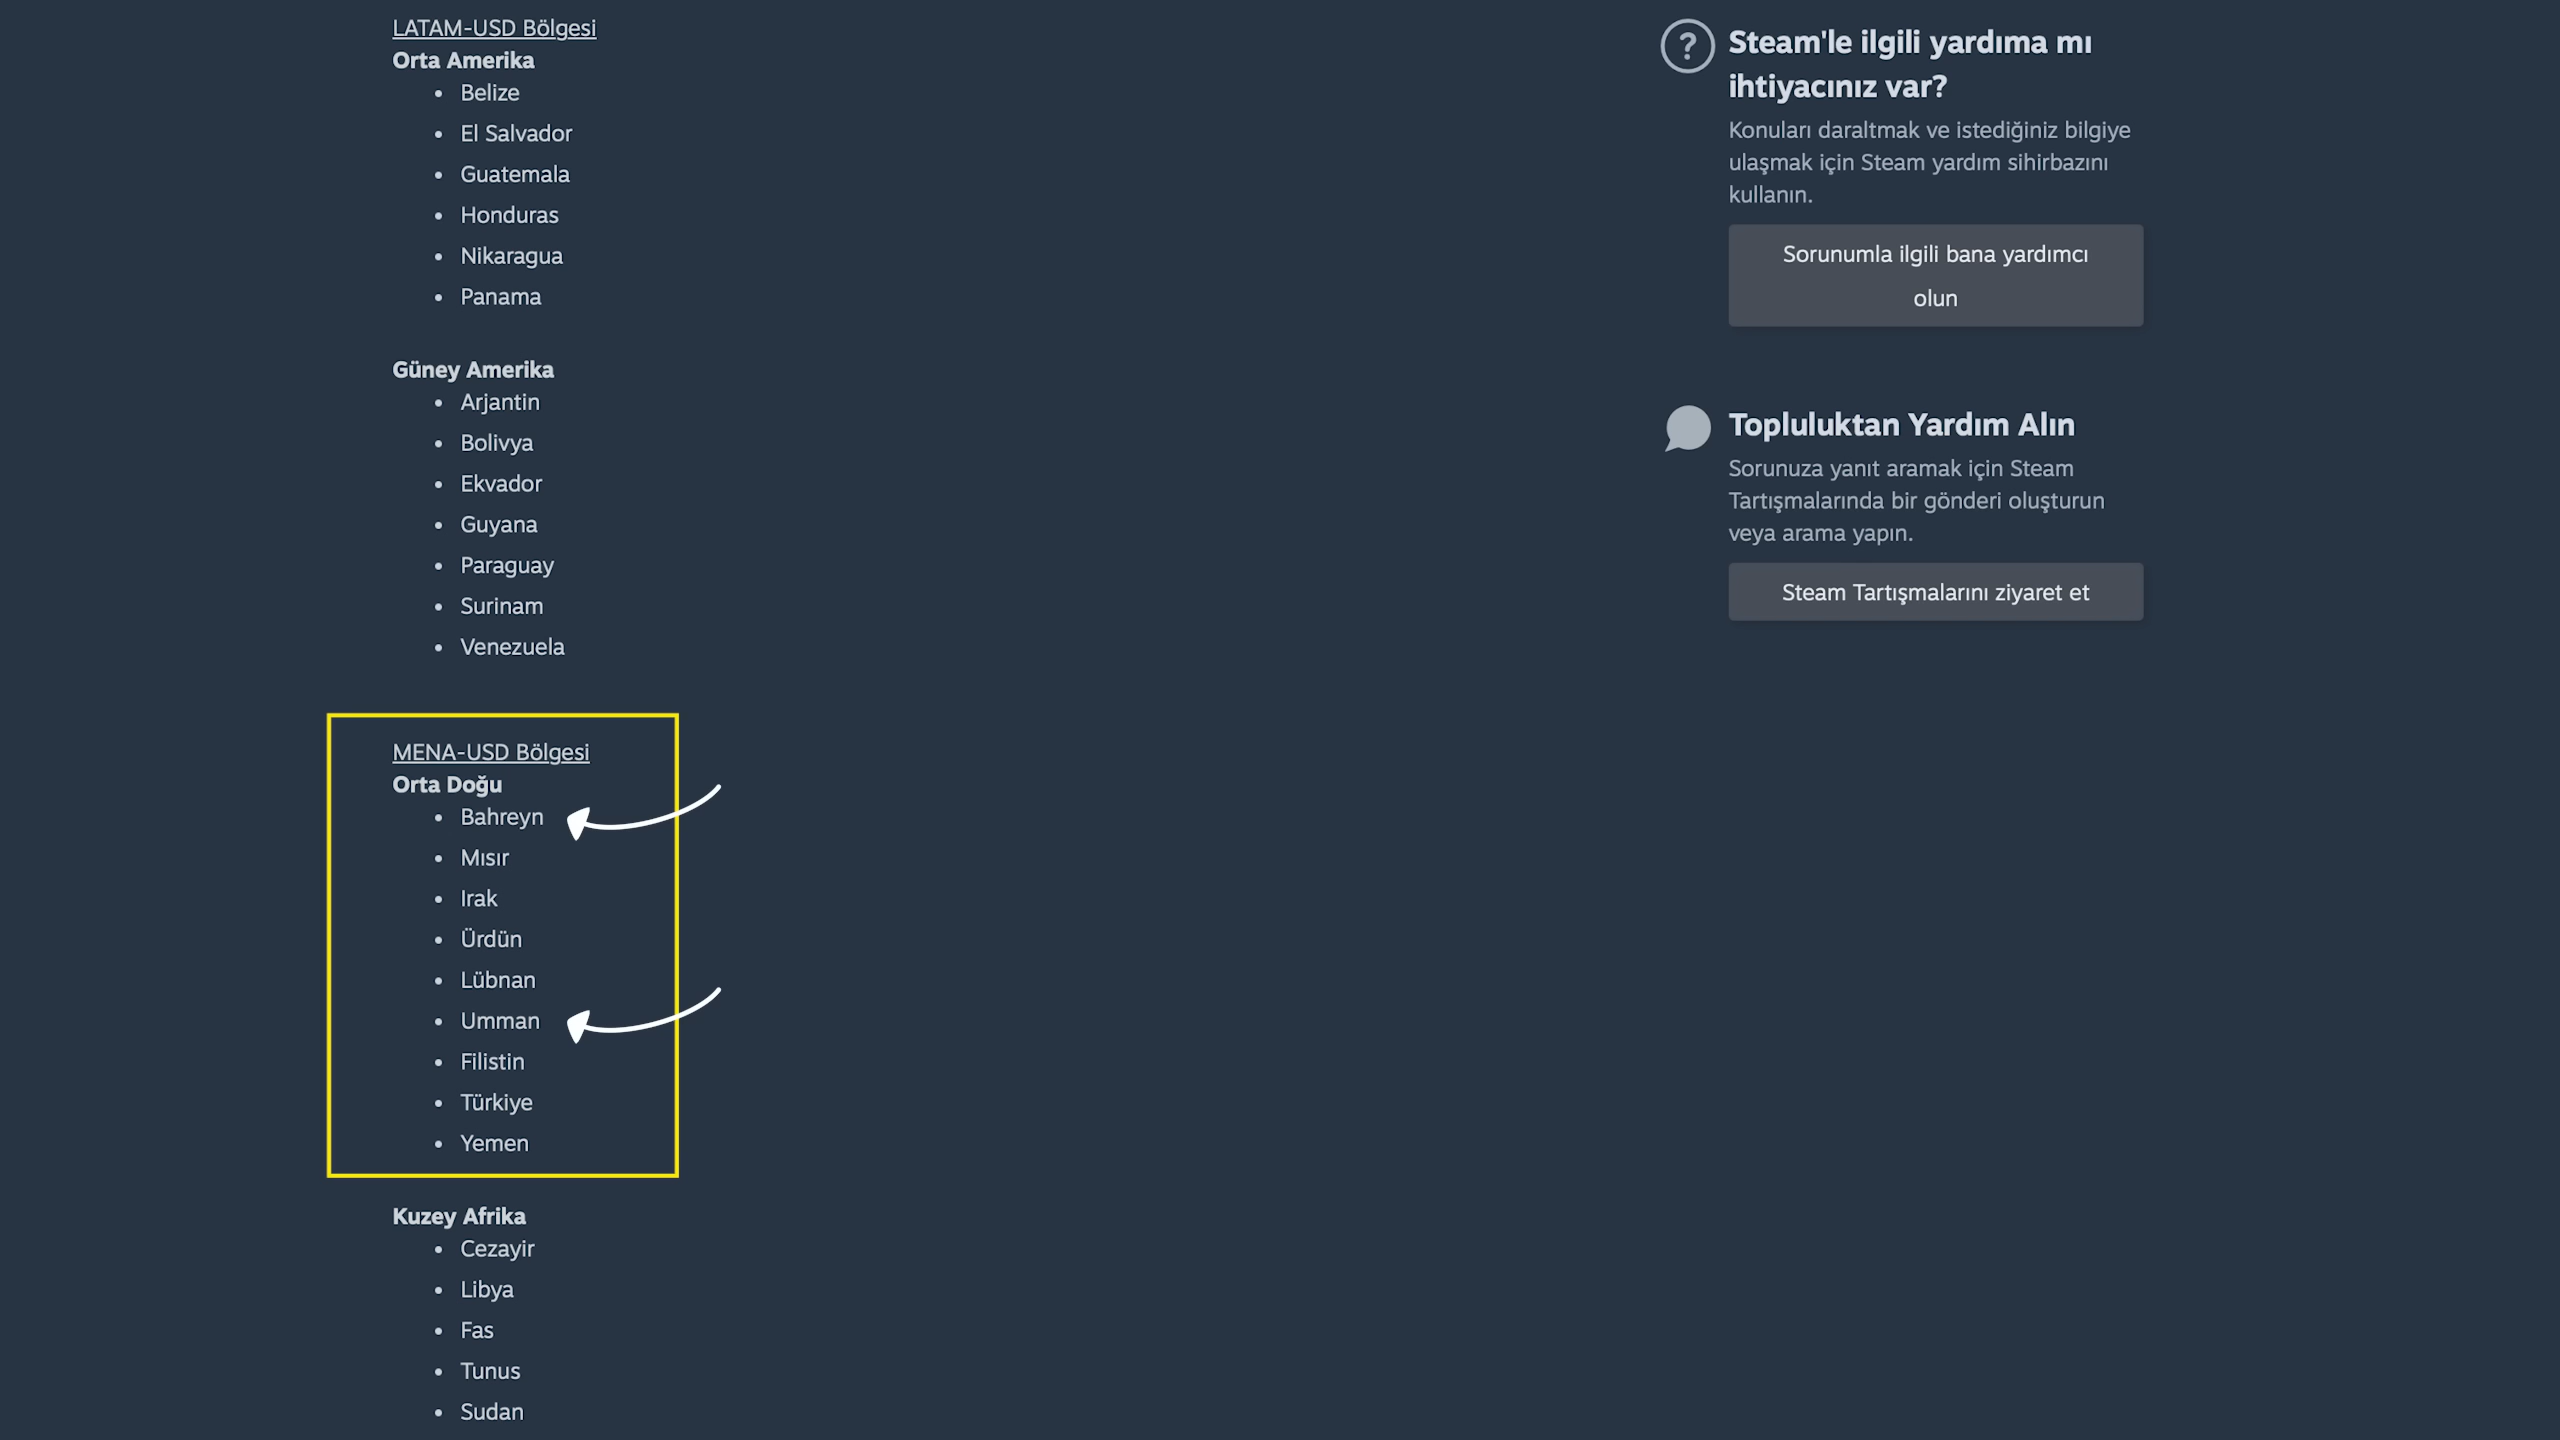 LATAM-USD Bölgesi
Orta Amerika
Belize
El Salvador
Guatemala
Honduras
Nikaragua
Panama
Güney Amerika
Arjantin
Bolivya
Ekvador
Guyana
Paraguay
Surinam
Venezuela
MENA-USD Bölgesi
Orta Doğu
Bahreyn
Mısır
Irak
Ürdün
Lübnan
Umman
Filistin
Türkiye
Yemen
Kuzey Afrika
Cezayir
Libya
Fas
Tunus
Sudan
Steam'le ilgili yardıma mı
ihtiyacınız var?
Konuları daraltmak ve istediğiniz bilgiye
ulaşmak için Steam yardım sihirbazını
kullanın.
Sorunumla ilgili bana yardımcı
olun
Topluluktan Yardım Alın
Sorunuza yanıt aramak için Steam
Tartışmalarında bir gönderi oluşturun
veya arama yapın.
Steam Tartışmalarını ziyaret et